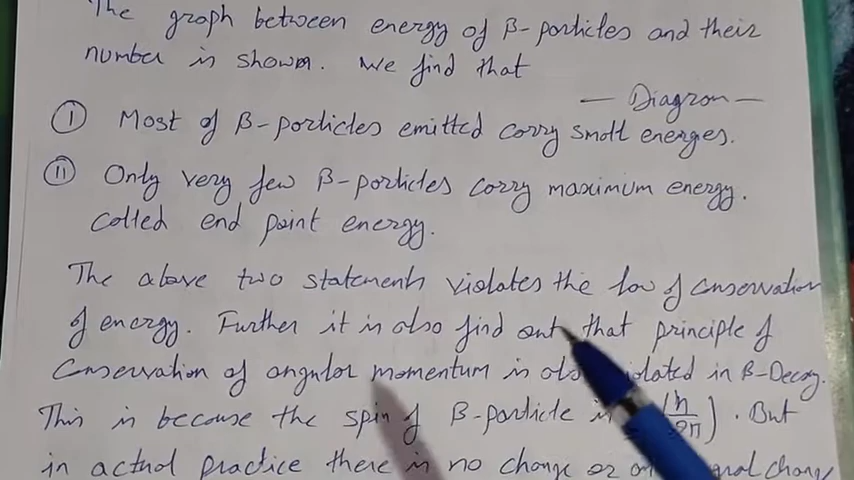 The graph between energy of β-particles and their
number is shown. We find that
— Diagram —
I Most of β-particles emitted carry small energes.
II Only very few β-particles carry maximum energy.
called end point energy.
The above two statements violates the law of conservation
of energy. Further it is also find out that principle of
Conservation of angular momentum is also violated in β-Decay.
This is because the spin of β-particle is . But
in actual practice there is no change or change